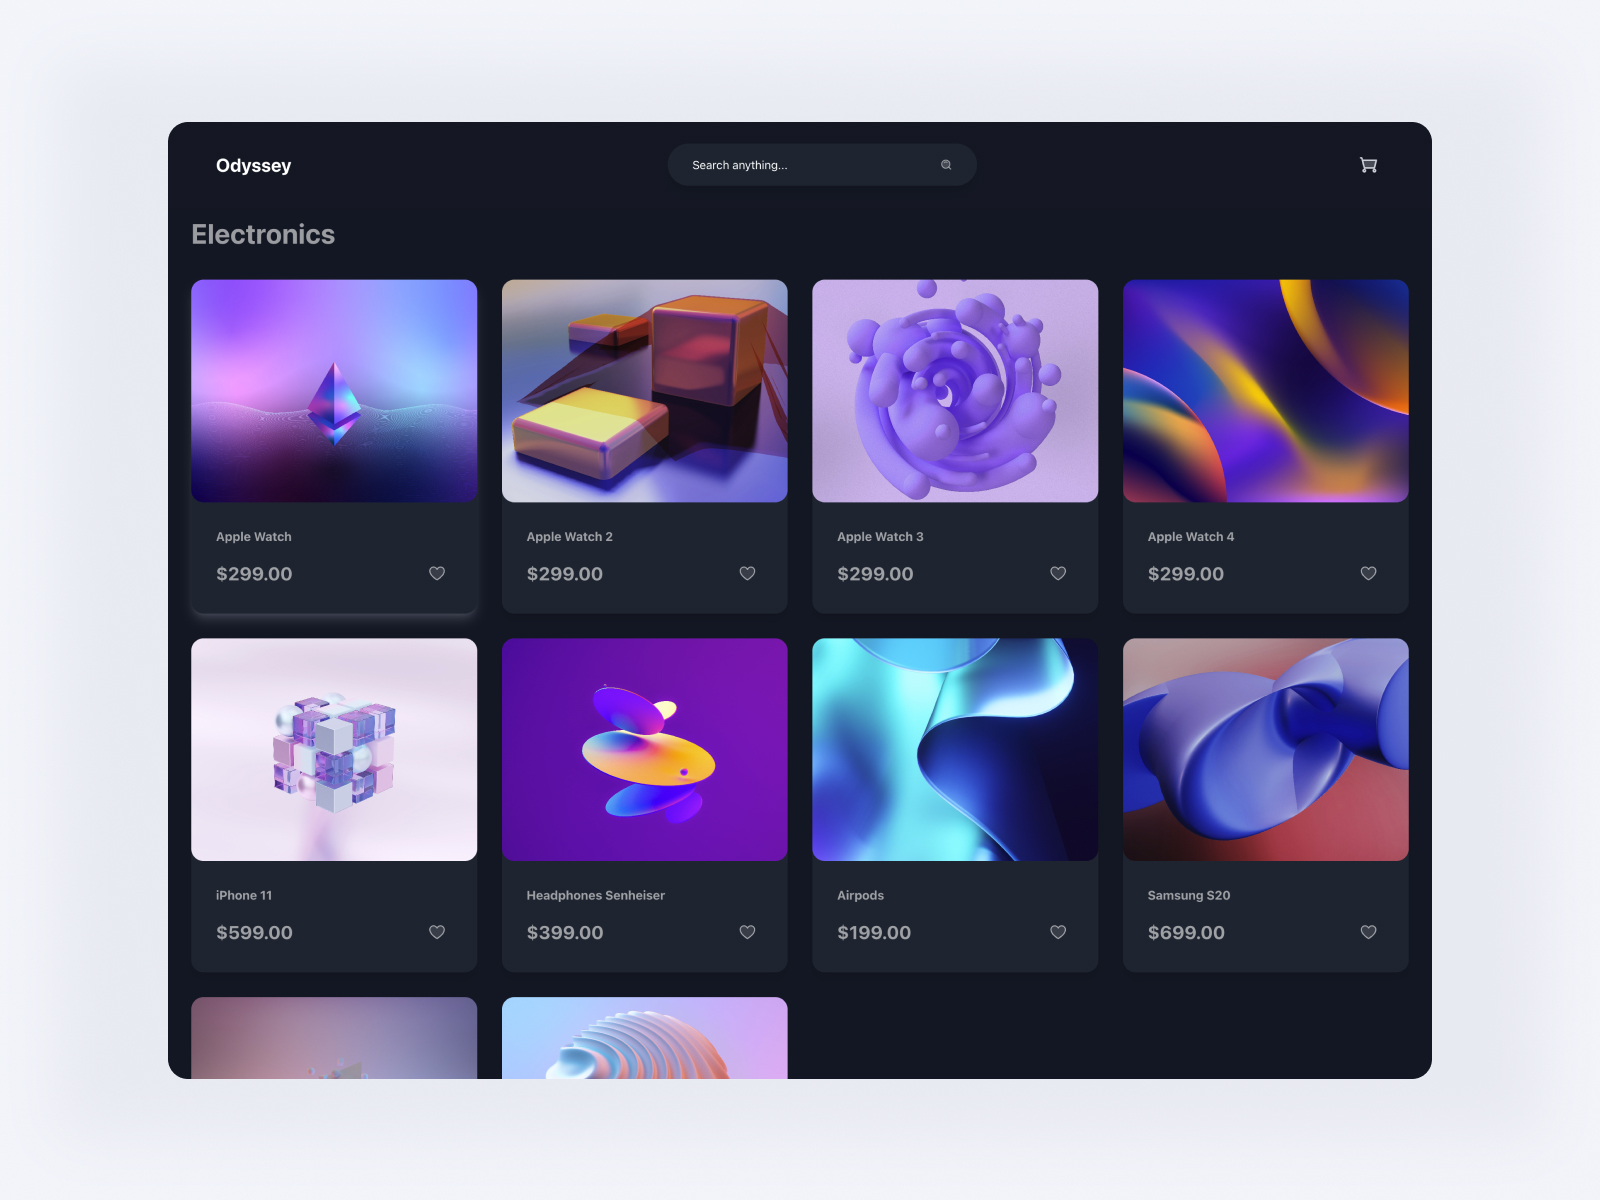 Odyssey
Search anything...
Electronics
Apple Watch
$299.00
Apple Watch 2
$299.00
Apple Watch 3
$299.00
Apple Watch 4
$299.00
iPhone 11
$599.00
Headphones Senheiser
$399.00
Airpods
$199.00
Samsung S20
$699.00